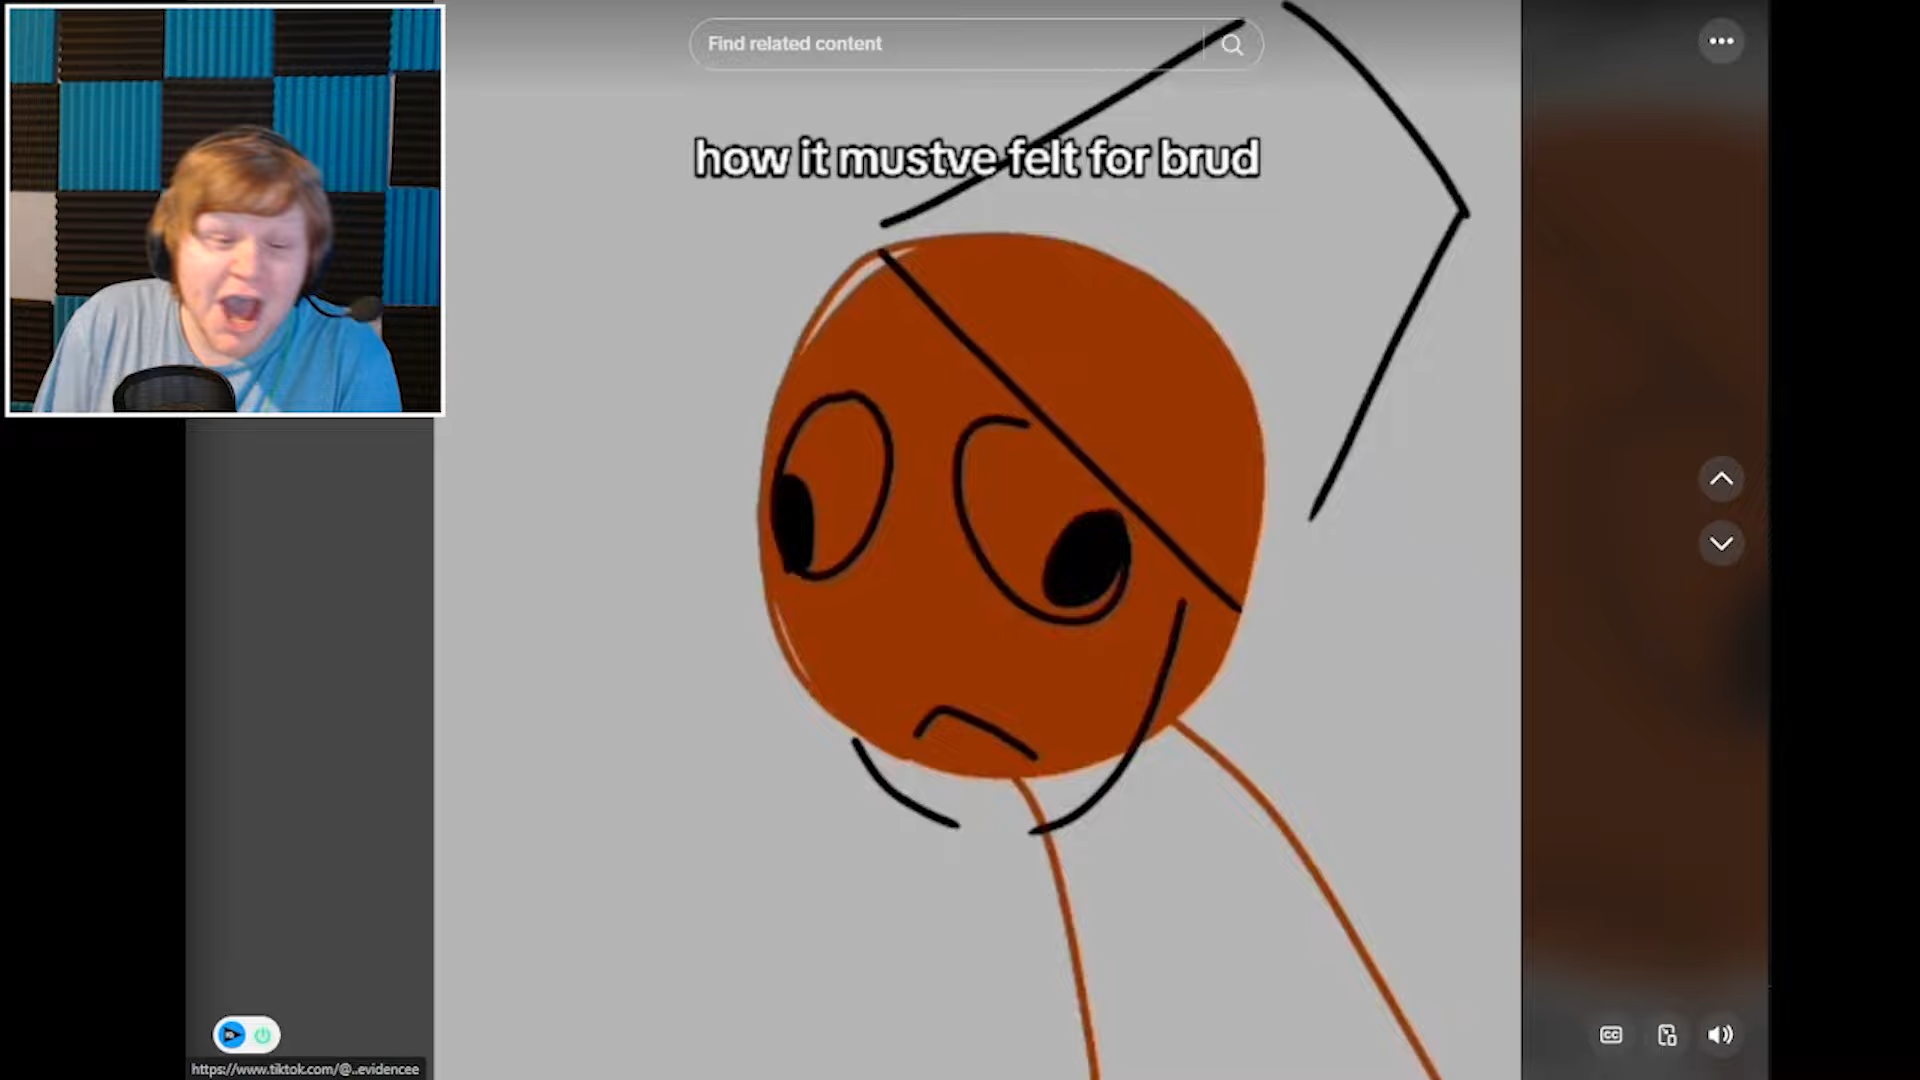 Find related content
how it mustve felt for brud
https://www.tiktok.com/@..evidencee